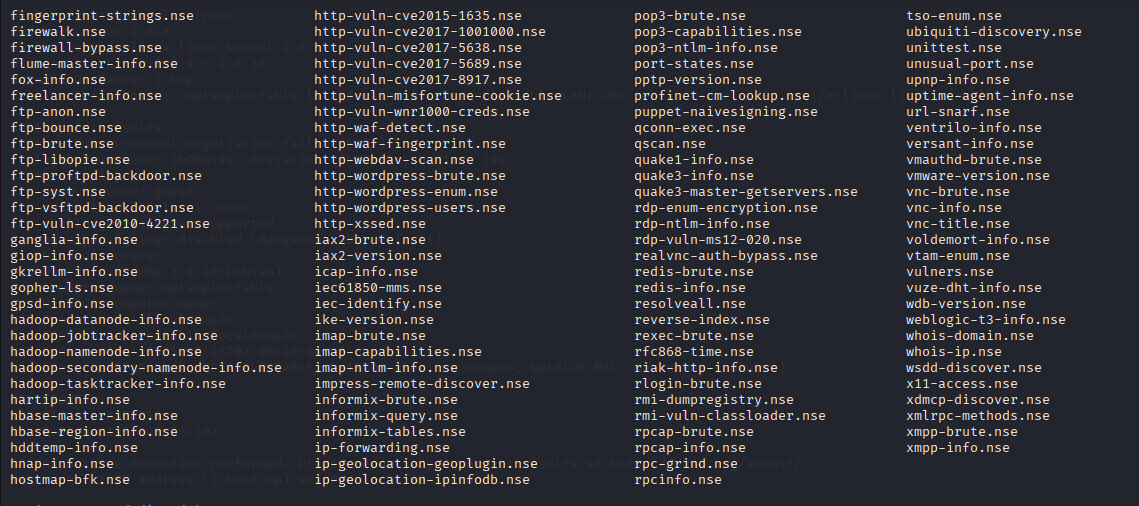 fingerprint-strings.nse http-vuln-cve2015-1635.nse pop3-brute.nse tso-enum.nse
firewalk.nse http-vuln-cve2017-1001000.nse pop3-capabilities.nse ubiquiti-discovery.nse
firewall-bypass.nse http-vuln-cve2017-5638.nse pop3-ntlm-info.nse unittest.nse
flume-master-info.nse http-vuln-cve2017-5689.nse port-states.nse unusual-port.nse
fox-info.nse http-vuln-cve2017-8917.nse pptp-version.nse upnp-info.nse
freelancer-info.nse http-vuln-misfortune-cookie.nse profinet-cm-lookup.nse uptime-agent-info.nse
ftp-anon.nse http-vuln-wnr1000-creds.nse puppet-naivesigning.nse url-snarf.nse
ftp-bounce.nse http-waf-detect.nse qconn-exec.nse ventrilo-info.nse
ftp-brute.nse http-waf-fingerprint.nse qscan.nse versant-info.nse
ftp-libopie.nse http-webdav-scan.nse quake1-info.nse vmauthd-brute.nse
ftp-proftpd-backdoor.nse http-wordpress-brute.nse quake3-info.nse vmware-version.nse
ftp-syst.nse http-wordpress-enum.nse quake3-master-getservers.nse vnc-brute.nse
ftp-vsftpd-backdoor.nse http-wordpress-users.nse rdp-enum-encryption.nse vnc-info.nse
ftp-vuln-cve2010-4221.nse http-xssed.nse rdp-ntlm-info.nse vnc-title.nse
ganglia-info.nse iax2-brute.nse rdp-vuln-ms12-020.nse voldemort-info.nse
giop-info.nse iax2-version.nse realvnc-auth-bypass.nse vtam-enum.nse
gkrellm-info.nse icap-info.nse redis-brute.nse vulners.nse
gopher-ls.nse iec61850-mms.nse redis-info.nse vuze-dht-info.nse
gpsd-info.nse iec-identify.nse resolveall.nse wdb-version.nse
hadoop-datanode-info.nse ike-version.nse reverse-index.nse weblogic-t3-info.nse
hadoop-jobtracker-info.nse imap-brute.nse rexec-brute.nse whois-domain.nse
hadoop-namenode-info.nse imap-capabilities.nse rfc868-time.nse whois-ip.nse
hadoop-secondary-namenode-info.nse imap-ntlm-info.nse riak-http-info.nse wsdd-discover.nse
hadoop-tasktracker-info.nse impress-remote-discover.nse rlogin-brute.nse x11-access.nse
hartip-info.nse informix-brute.nse rmi-dumpregistry.nse xdmcp-discover.nse
hbase-master-info.nse informix-query.nse rmi-vuln-classloader.nse xmlrpc-methods.nse
hbase-region-info.nse informix-tables.nse rpcap-brute.nse xmpp-brute.nse
hddtemp-info.nse ip-forwarding.nse rpcap-info.nse xmpp-info.nse
hnap-info.nse ip-geolocation-geoplugin.nse rpc-grind.nse
hostmap-bfk.nse ip-geolocation-ipinfodb.nse rpcinfo.nse